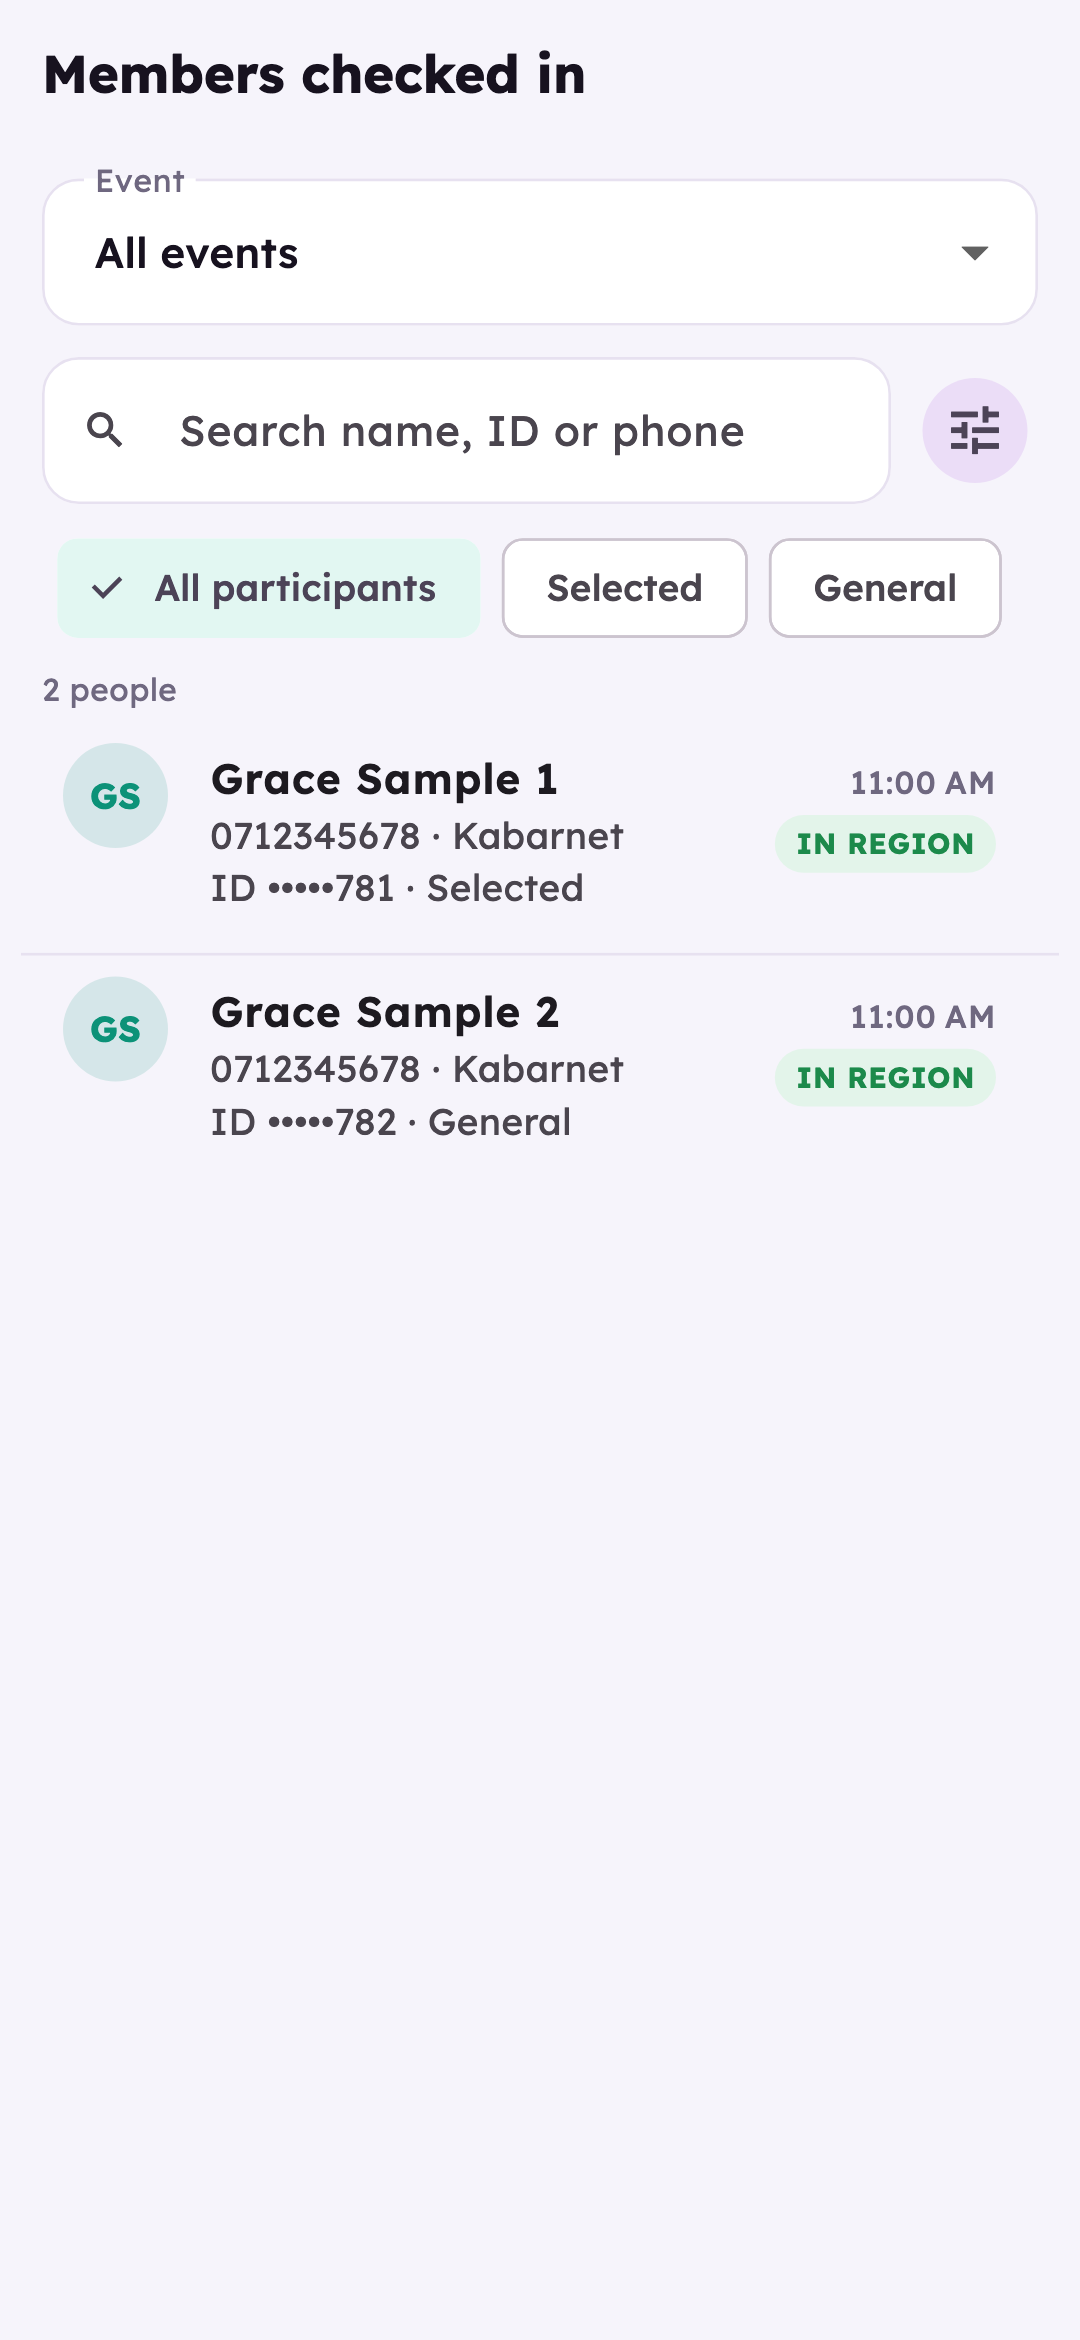 Members checked in
Event
All events
Search name, ID or phone
All participants
Selected
General
2 people
GS
Grace Sample 1
11:00 AM
0712345678 · Kabarnet
IN REGION
ID •••••781 · Selected
GS
Grace Sample 2
11:00 AM
0712345678 · Kabarnet
IN REGION
ID •••••782 · General